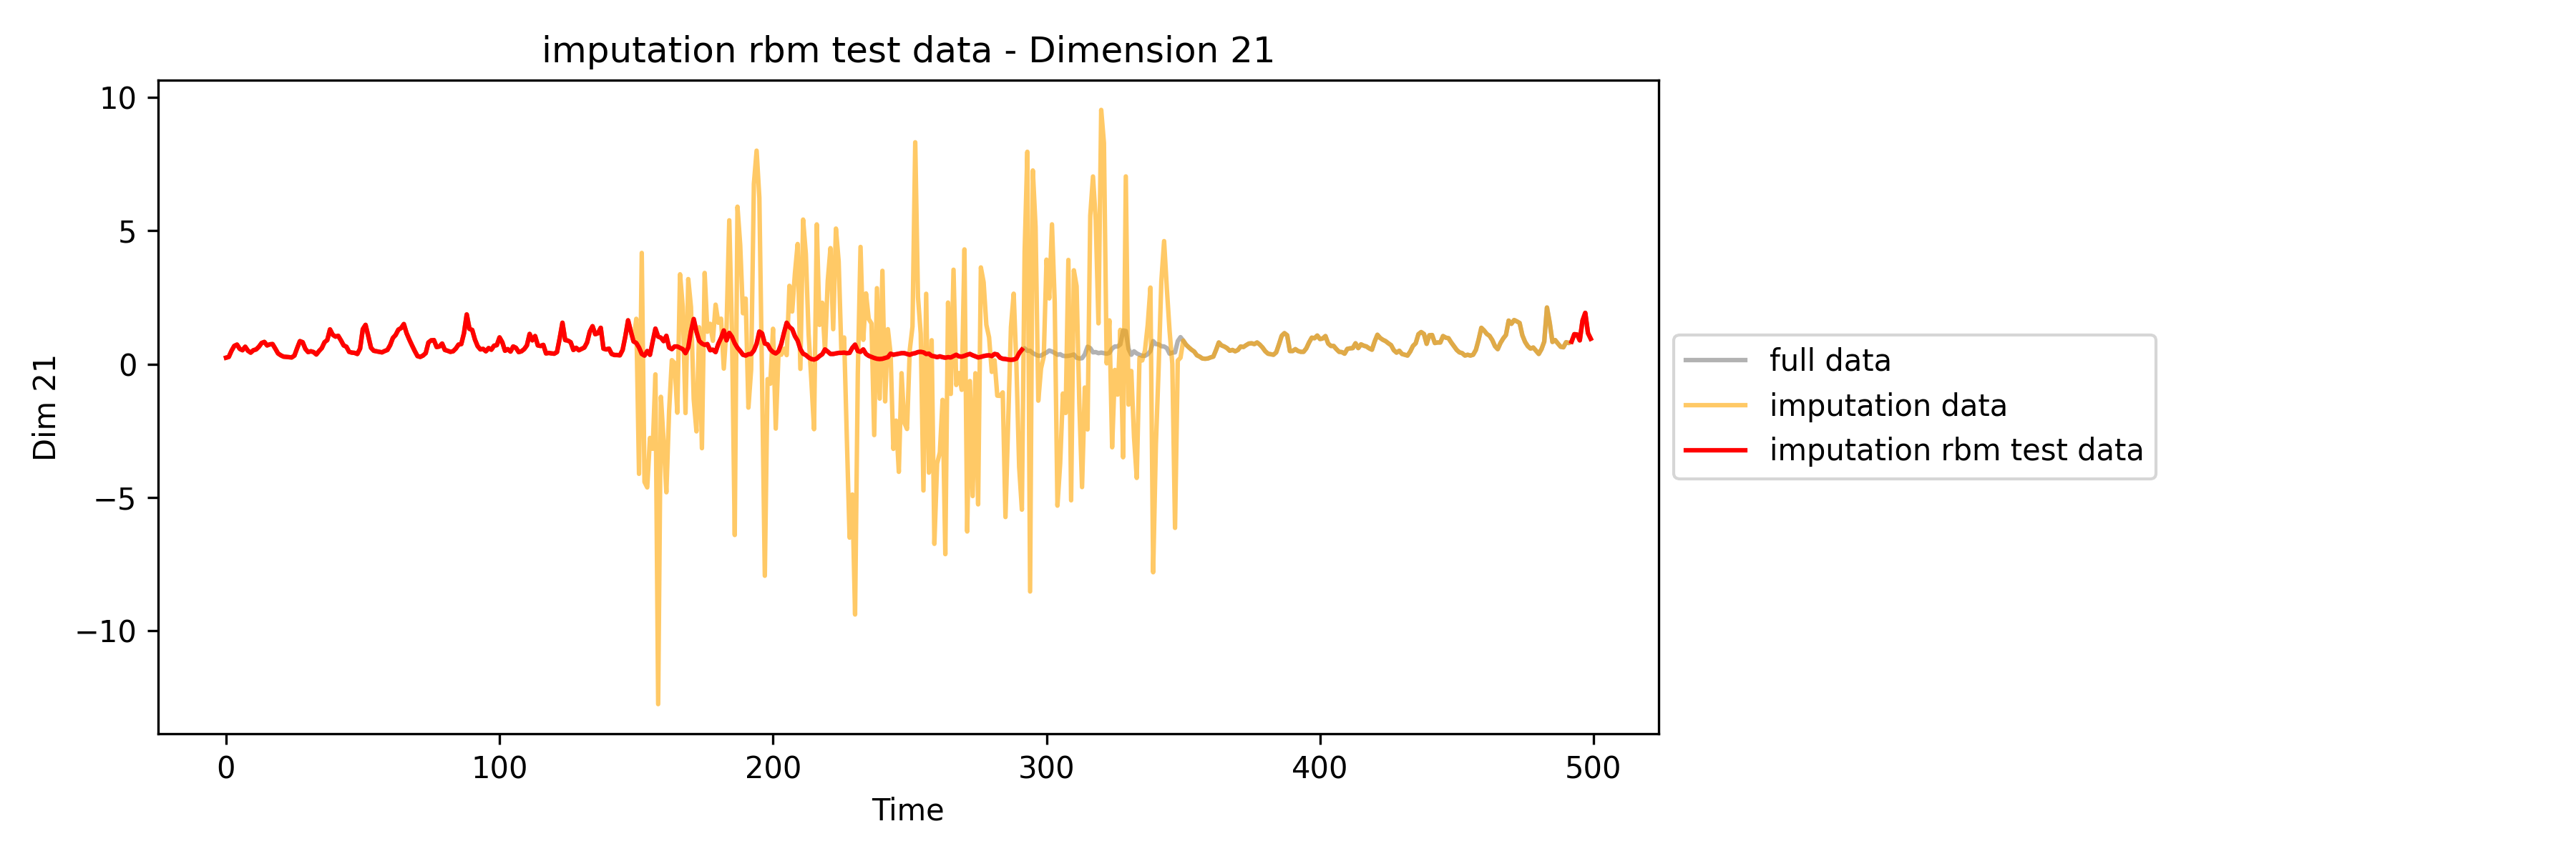 imputation rbm test data - Dimension 21
10
5
0
−5
−10
Dim 21
0 100 200 300 400 500
Time
full data
imputation data
imputation rbm test data